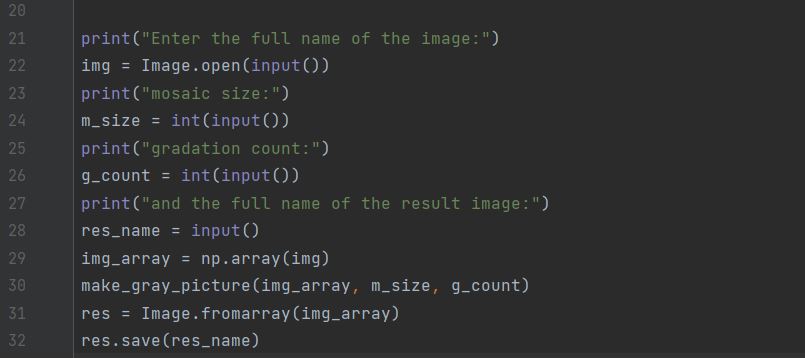 20
21 print("Enter the full name of the image:")
22 img = Image.open(input())
23 print("mosaic size:")
24 m_size = int(input())
25 print("gradation count:")
26 g_count = int(input())
27 print("and the full name of the result image:")
28 res_name = input()
29 img_array = np.array(img)
30 make_gray_picture(img_array, m_size, g_count)
31 res = Image.fromarray(img_array)
32 res.save(res_name)